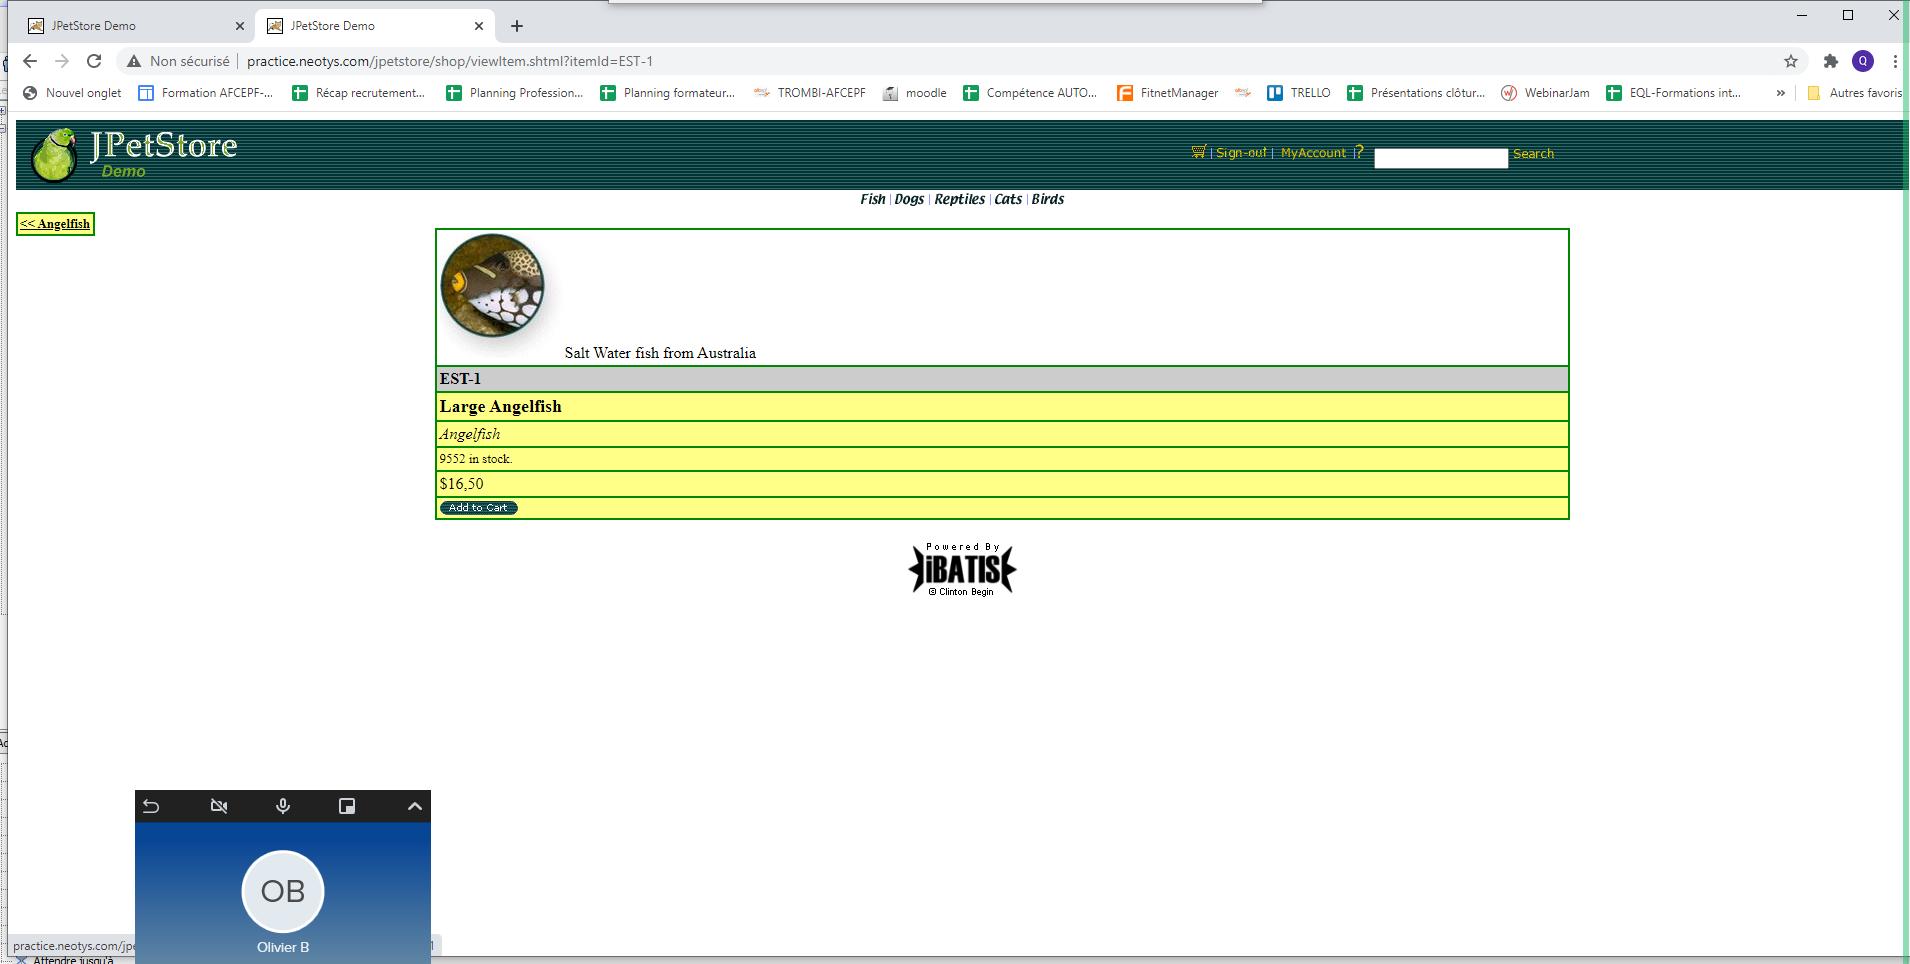 JPetStore Demo
JPetStore Demo
Non sécurisé | practice.neotys.com/jpetstore/shop/viewItem.shtml?itemId=EST-1
Q
Nouvel onglet
Formation AFCEPF-...
Récap recrutement...
Planning Profession...
Planning formateur...
TROMBI-AFCEPF
moodle
Compétence AUTO...
FitnetManager
TRELLO
Présentations clôtur...
WebinarJam
EQL-Formations int...
»
Autres favoris
JPetStore
Demo
| Sign-out | MyAccount | ?
Search
Fish | Dogs | Reptiles | Cats | Birds
<< Angelfish
Salt Water fish from Australia
EST-1
Large Angelfish
Angelfish
9552 in stock.
$16,50
Add to Cart
Powered By
iBATIS
© Clinton Begin
OB
Olivier B
practice.neotys.com/jpe
1
Attendre jusqu'à